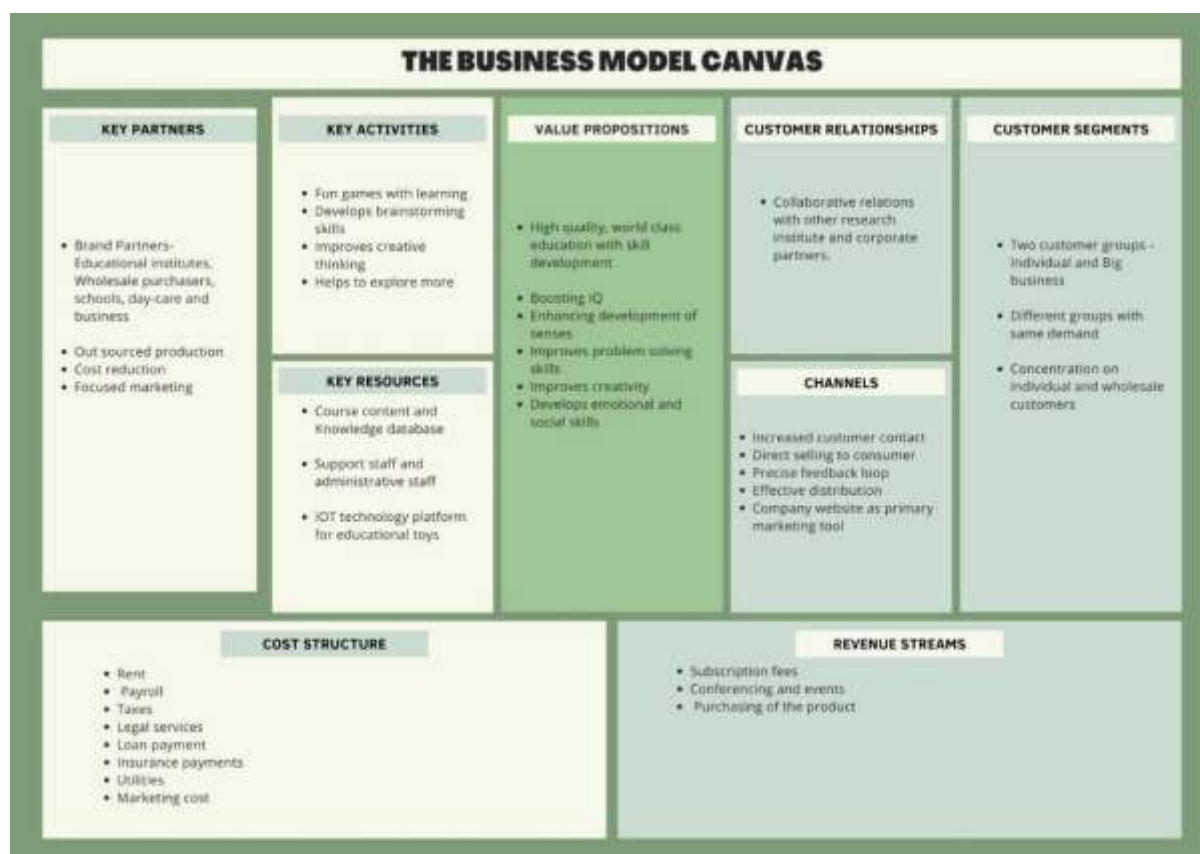 THE BUSINESS MODEL CANVAS
KEY PARTNERS
• Brand Partners-
Educational institutes,
Wholesale purchasers,
schools, day-care and
business
• Out sourced production
• Cost reduction
• Focused marketing
KEY ACTIVITIES
• Fun games with learning
• Develops brainstorming
skills
• Improves creative
thinking
• Helps to explore more
KEY RESOURCES
• Course content and
Knowledge database
• Support staff and
administrative staff
• IOT technology platform
for educational toys
VALUE PROPOSITIONS
• High quality, world class
education with skill
development
• Boosting IQ
• Enhancing development of
senses
• Improves problem solving
skills
• Improves creativity
• Develops emotional and
social skills
CUSTOMER RELATIONSHIPS
• Collaborative relations
with other research
institute and corporate
partners.
CHANNELS
• Increased customer contact
• Direct selling to consumer
• Precise feedback loop
• Effective distribution
• Company website as primary
marketing tool
CUSTOMER SEGMENTS
• Two customer groups -
Individual and Big
business
• Different groups with
same demand
• Concentration on
individual and wholesale
customers
COST STRUCTURE
• Rent
• Payroll
• Taxes
• Legal services
• Loan payment
• Insurance payments
• Utilities
• Marketing cost
REVENUE STREAMS
• Subscription fees
• Conferencing and events
• Purchasing of the product